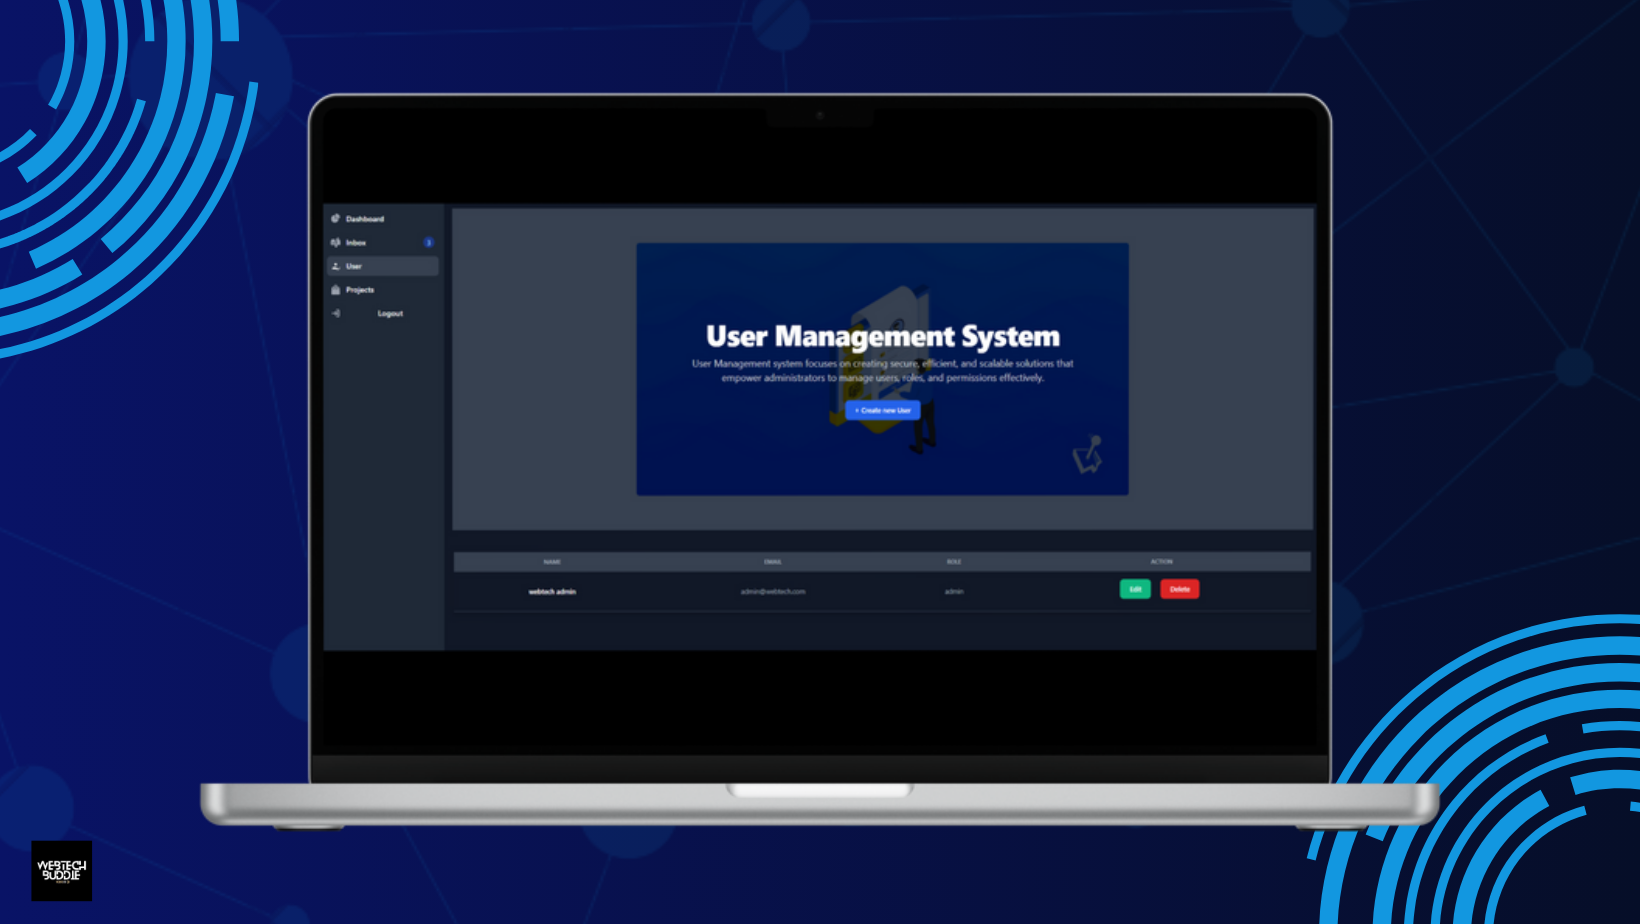 Dashboard
Inbox
3
User
Projects
Logout
User Management System
User Management system focuses on creating secure, efficient, and scalable solutions that
empower administrators to manage users, roles, and permissions effectively.
+ Create new User
NAME EMAIL ROLE ACTION
webtech admin admin@webtech.com admin Edit Delete
WEBTECH
BUDDIE